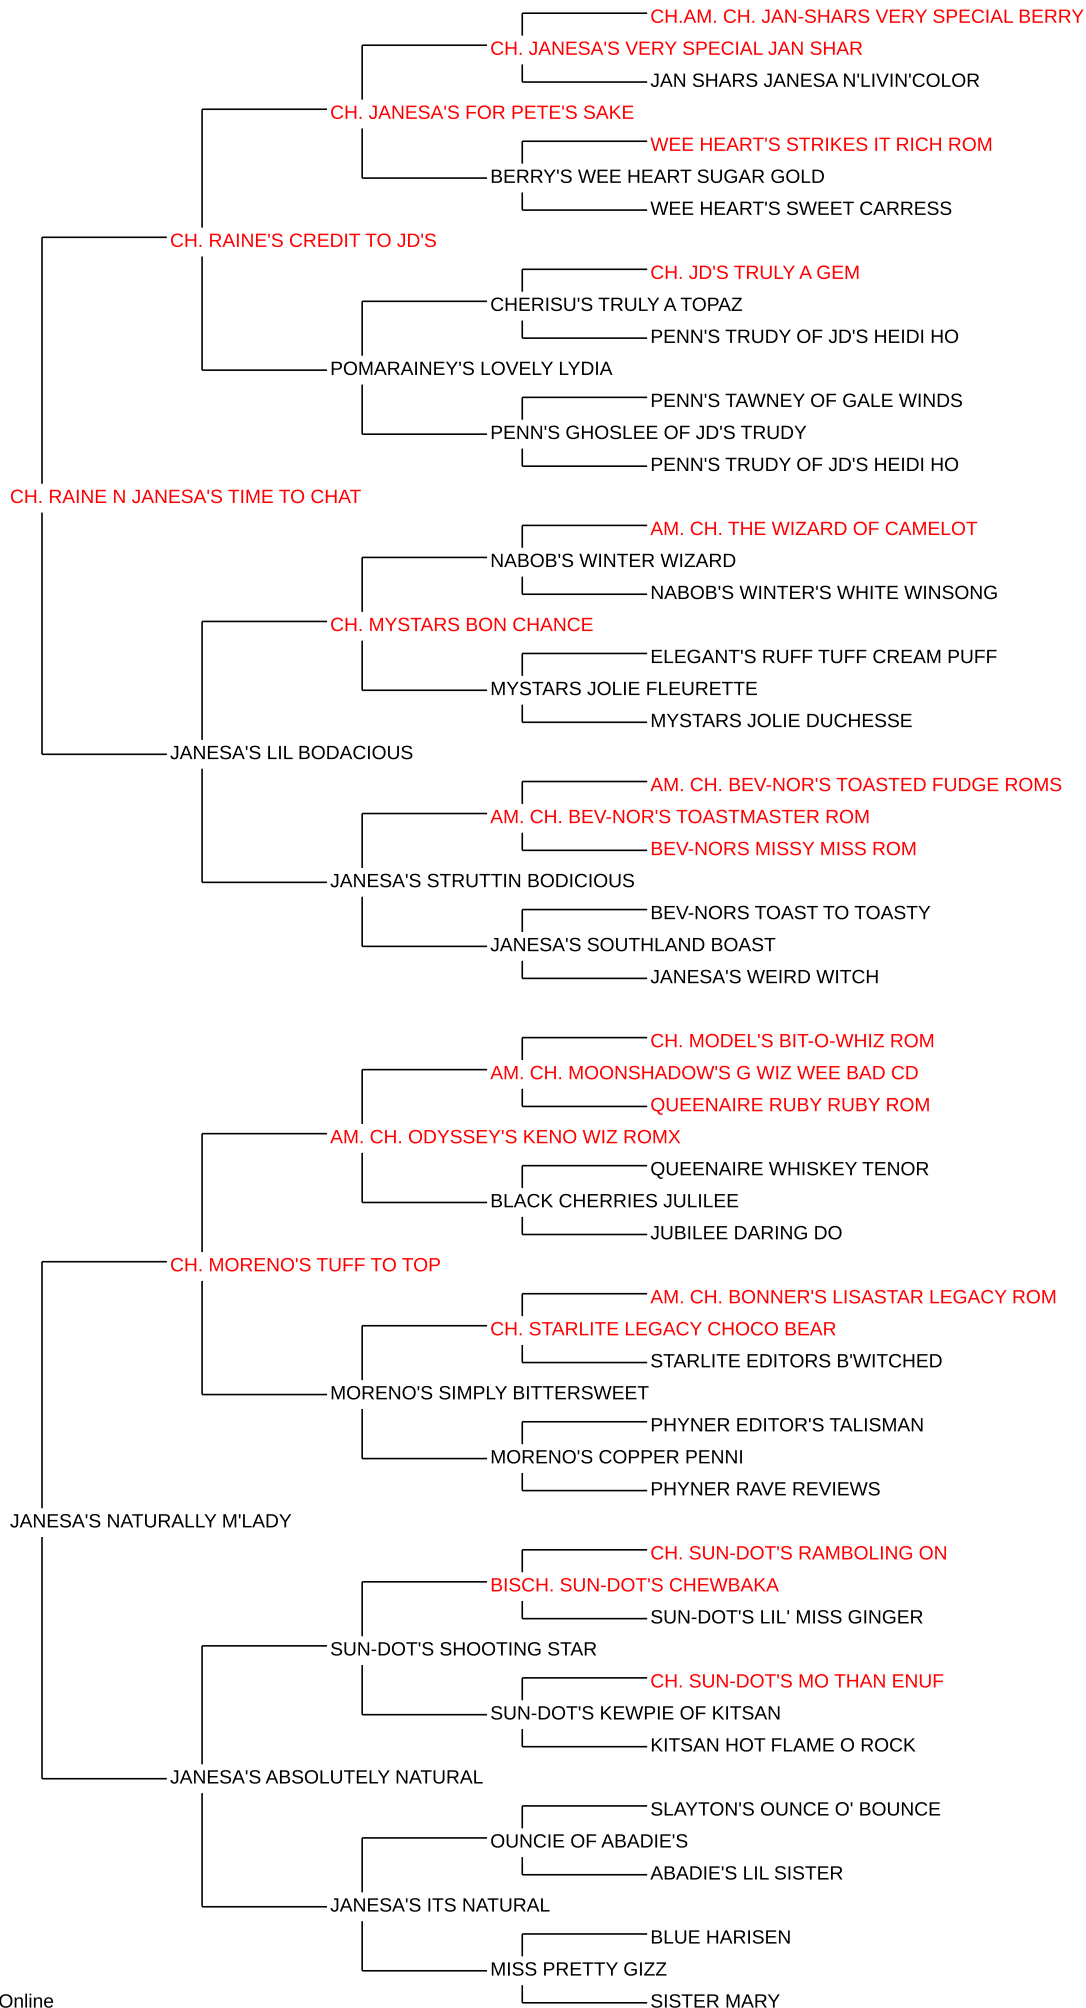 CH.AM. CH. JAN-SHARS VERY SPECIAL BERRY
CH. JANESA'S VERY SPECIAL JAN SHAR
JAN SHARS JANESA N'LIVIN'COLOR
CH. JANESA'S FOR PETE'S SAKE
WEE HEART'S STRIKES IT RICH ROM
BERRY'S WEE HEART SUGAR GOLD
WEE HEART'S SWEET CARRESS
CH. RAINE'S CREDIT TO JD'S
CH. JD'S TRULY A GEM
CHERISU'S TRULY A TOPAZ
PENN'S TRUDY OF JD'S HEIDI HO
POMARAINEY'S LOVELY LYDIA
PENN'S TAWNEY OF GALE WINDS
PENN'S GHOSLEE OF JD'S TRUDY
PENN'S TRUDY OF JD'S HEIDI HO
CH. RAINE N JANESA'S TIME TO CHAT
AM. CH. THE WIZARD OF CAMELOT
NABOB'S WINTER WIZARD
NABOB'S WINTER'S WHITE WINSONG
CH. MYSTARS BON CHANCE
ELEGANT'S RUFF TUFF CREAM PUFF
MYSTARS JOLIE FLEURETTE
MYSTARS JOLIE DUCHESSE
JANESA'S LIL BODACIOUS
AM. CH. BEV-NOR'S TOASTED FUDGE ROMS
AM. CH. BEV-NOR'S TOASTMASTER ROM
BEV-NORS MISSY MISS ROM
JANESA'S STRUTTIN BODICIOUS
BEV-NORS TOAST TO TOASTY
JANESA'S SOUTHLAND BOAST
JANESA'S WEIRD WITCH
CH. MODEL'S BIT-O-WHIZ ROM
AM. CH. MOONSHADOW'S G WIZ WEE BAD CD
QUEENAIRE RUBY RUBY ROM
AM. CH. ODYSSEY'S KENO WIZ ROMX
QUEENAIRE WHISKEY TENOR
BLACK CHERRIES JULILEE
JUBILEE DARING DO
CH. MORENO'S TUFF TO TOP
AM. CH. BONNER'S LISASTAR LEGACY ROM
CH. STARLITE LEGACY CHOCO BEAR
STARLITE EDITORS B'WITCHED
MORENO'S SIMPLY BITTERSWEET
PHYNER EDITOR'S TALISMAN
MORENO'S COPPER PENNI
PHYNER RAVE REVIEWS
JANESA'S NATURALLY M'LADY
CH. SUN-DOT'S RAMBOLING ON
BISCH. SUN-DOT'S CHEWBAKA
SUN-DOT'S LIL' MISS GINGER
SUN-DOT'S SHOOTING STAR
CH. SUN-DOT'S MO THAN ENUF
SUN-DOT'S KEWPIE OF KITSAN
KITSAN HOT FLAME O ROCK
JANESA'S ABSOLUTELY NATURAL
SLAYTON'S OUNCE O' BOUNCE
OUNCIE OF ABADIE'S
ABADIE'S LIL SISTER
JANESA'S ITS NATURAL
BLUE HARISEN
MISS PRETTY GIZZ
SISTER MARY
Online